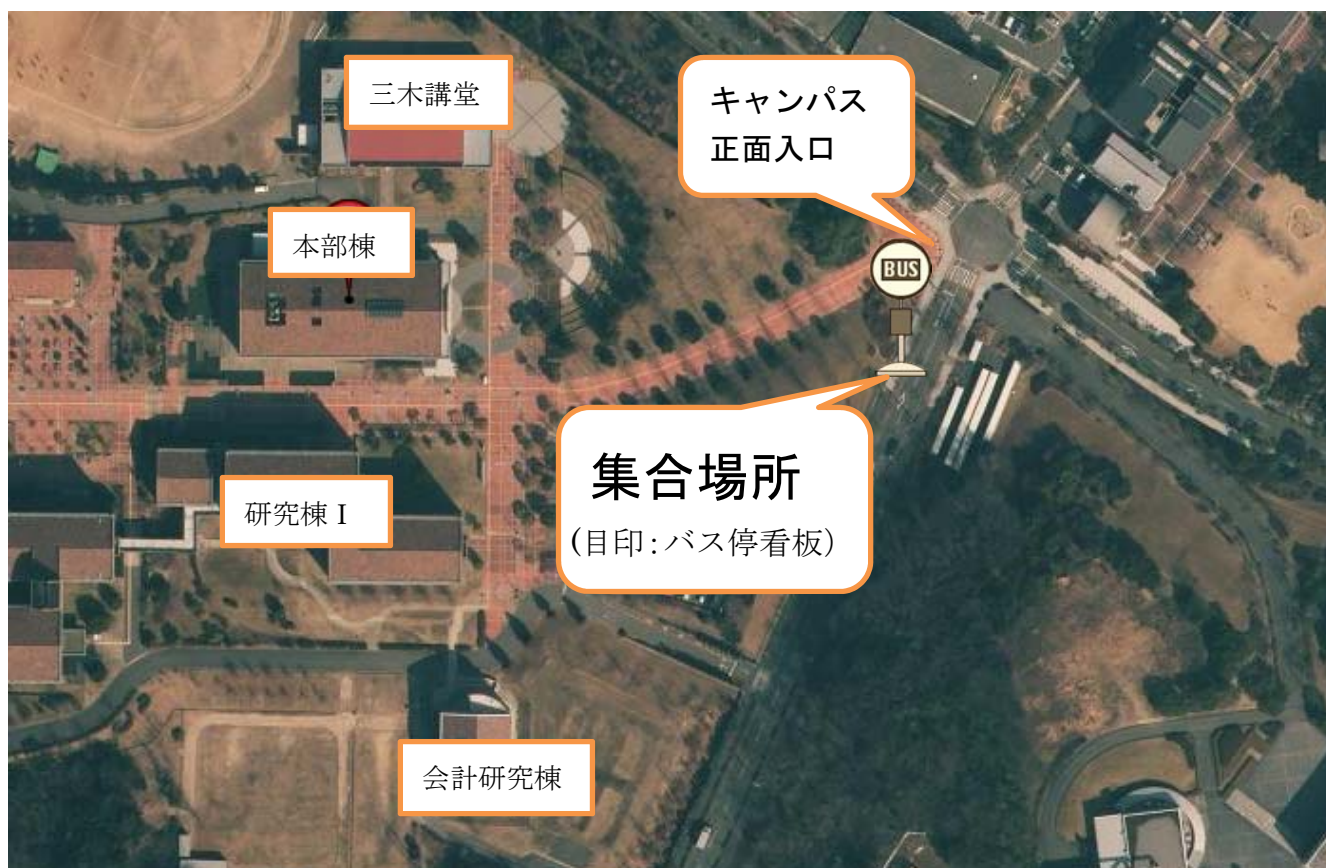 三木講堂
キャンパス
正面入口
本部棟
BUS
集合場所
(目印:バス停看板)
研究棟 I
会計研究棟